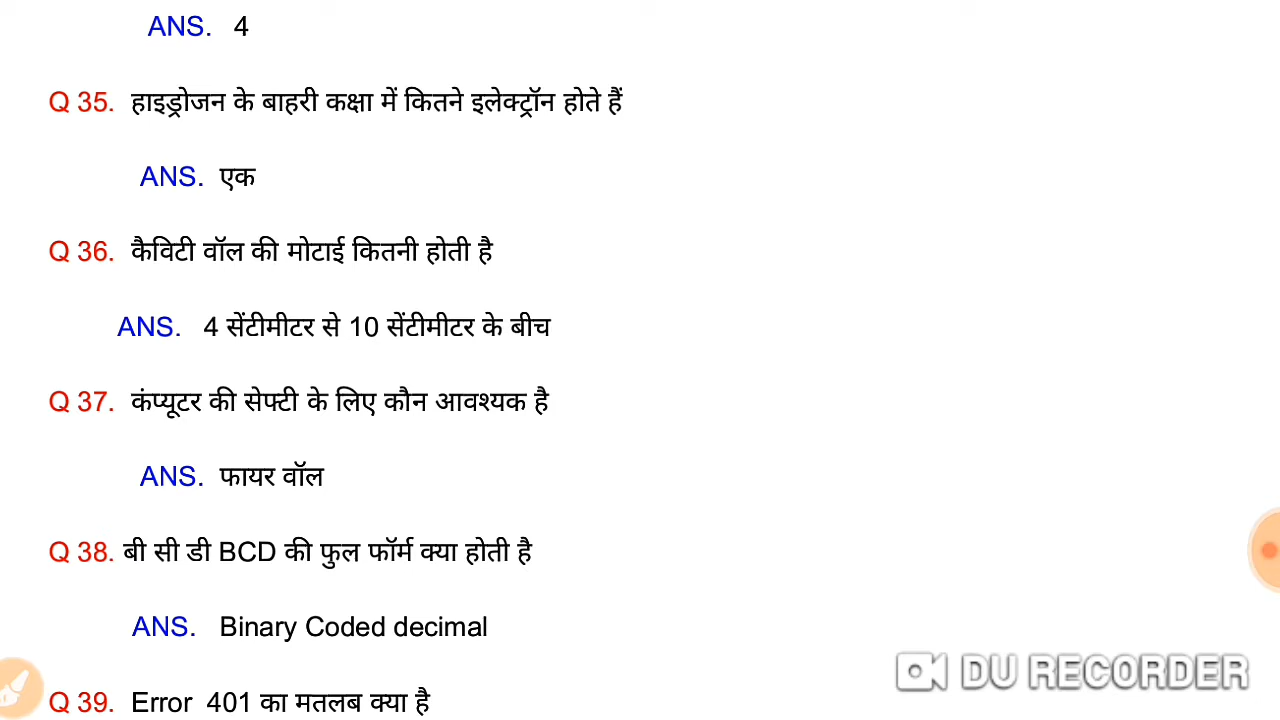 ANS. 4
Q 35. हाइड्रोजन के बाहरी कक्षा में कितने इलेक्ट्रॉन होते हैं
ANS. एक
Q 36. कैविटी वॉल की मोटाई कितनी होती है
ANS. 4 सेंटीमीटर से 10 सेंटीमीटर के बीच
Q 37. कंप्यूटर की सेफ्टी के लिए कौन आवश्यक है
ANS. फायर वॉल
Q 38. बी सी डी BCD की फुल फॉर्म क्या होती है
ANS. Binary Coded decimal
DU RECORDER
Q 39. Error 401 का मतलब क्या है